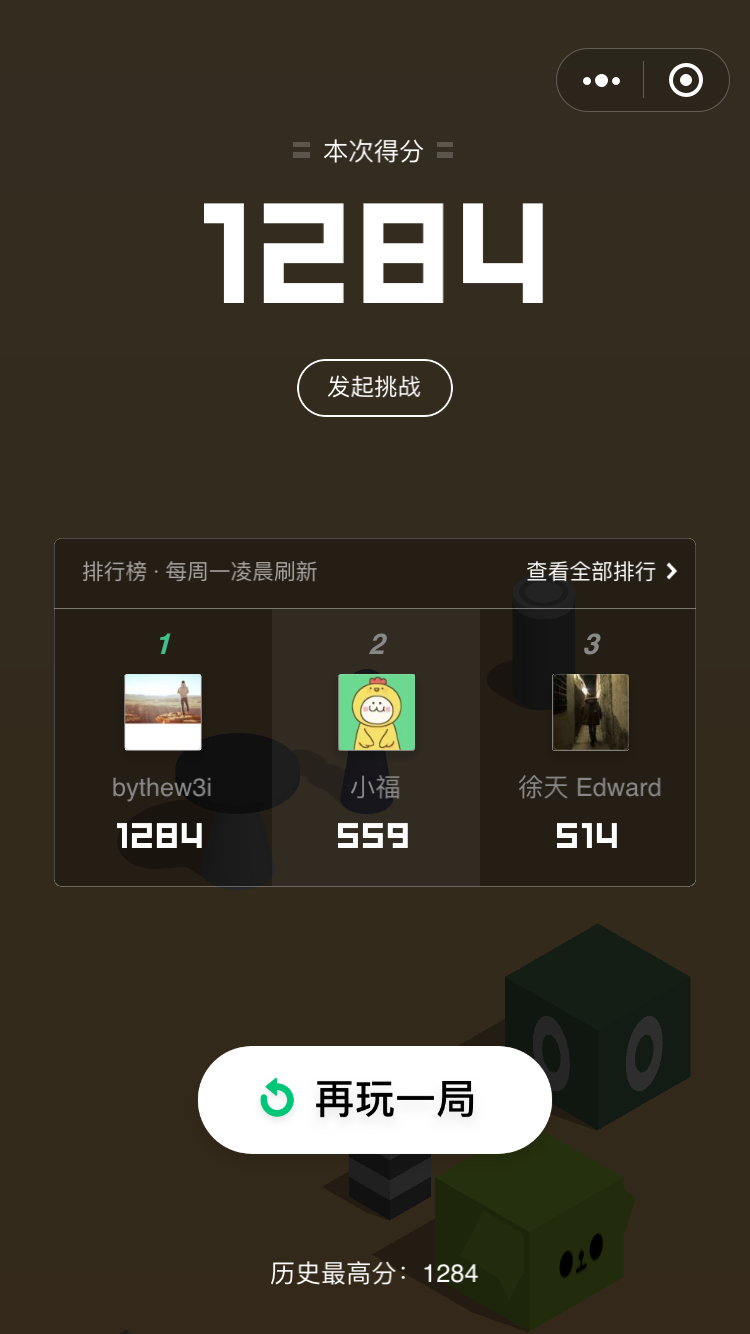 本次得分
1284
发起挑战
排行榜 · 每周一凌晨刷新 查看全部排行
1 2 3
bythew3i 小福 徐天 Edward
1284 559 514
再玩一局
历史最高分：1284